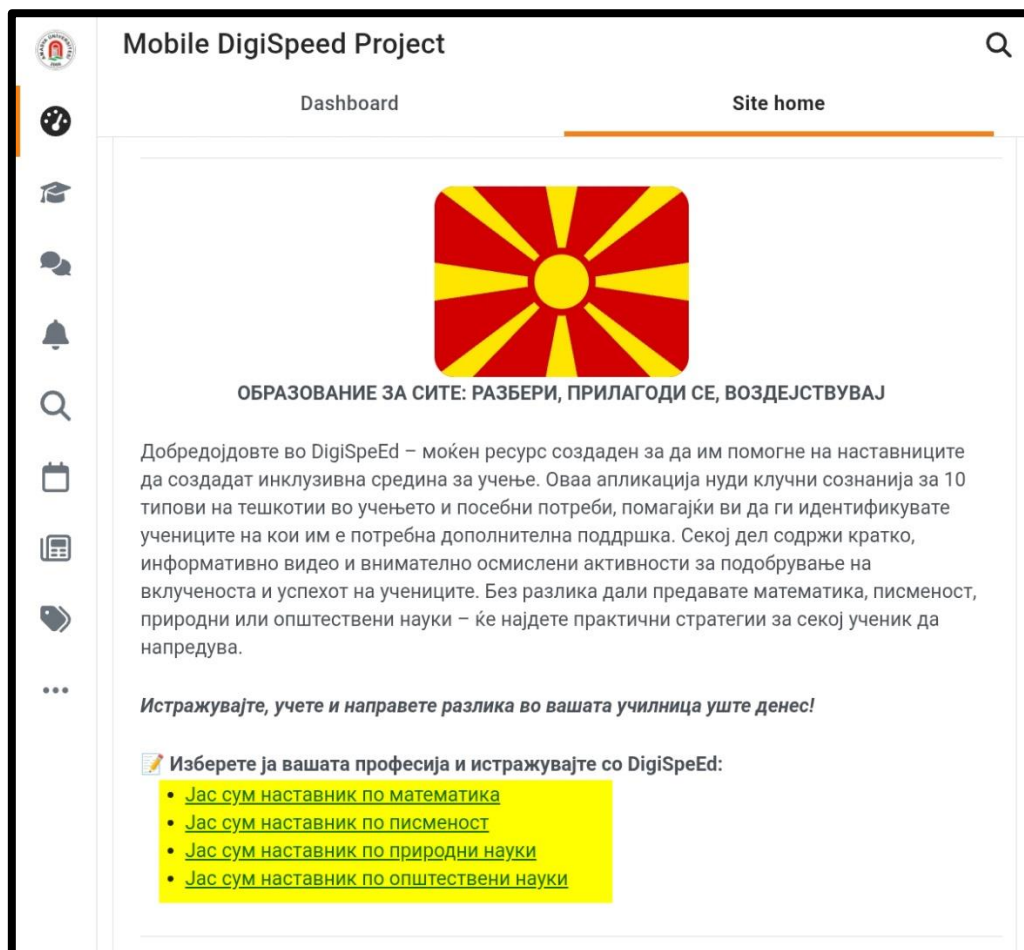 Mobile DigiSpeed Project
Dashboard
Site home
ОБРАЗОВАНИЕ ЗА СИТЕ: РАЗБЕРИ, ПРИЛАГОДИ СЕ, ВОЗДЕЈСТВУВАЈ
Добредојдовте во DigiSpeEd – моќен ресурс создаден за да им помогне на наставниците
да создадат инклузивна средина за учење. Оваа апликација нуди клучни сознанија за 10
типови на тешкотии во учењето и посебни потреби, помагајќи ви да ги идентификувате
учениците на кои им е потребна дополнителна поддршка. Секој дел содржи кратко,
информативно видео и внимателно осмислени активности за подобрување на
вклученоста и успехот на учениците. Без разлика дали предавате математика, писменост,
природни или општествени науки – ќе најдете практични стратегии за секој ученик да
напредува.
Истражувајте, учете и направете разлика во вашата училница уште денес!
📝 Изберете ја вашата професија и истражувајте со DigiSpeEd:
• Јас сум наставник по математика
• Јас сум наставник по писменост
• Јас сум наставник по природни науки
• Јас сум наставник по општествени науки